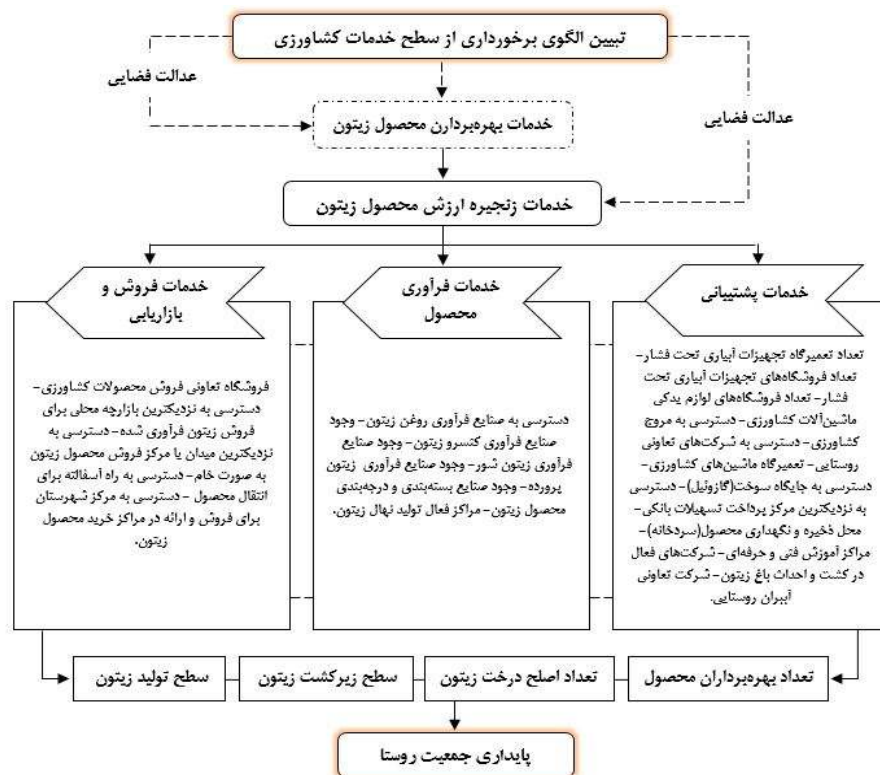 تبیین الگوی برخورداری از سطح خدمات کشاورزی
عدالت فضایی
عدالت فضایی
خدمات بهره‌بردارن محصول زیتون
خدمات زنجیره ارزش محصول زیتون
خدمات پشتیبانی
تعداد تعمیرگاه تجهیزات آبیاری تحت فشار-
تعداد فروشگاه‌های تجهیزات آبیاری تحت
فشار- تعداد فروشگاه‌های لوازم یدکی
ماشین‌آلات کشاورزی- دسترسی به مروج
کشاورزی- دسترسی به شرکت‌های تعاونی
روستایی- تعمیرگاه ماشین‌های کشاورزی-
دسترسی به جایگاه سوخت(گازوئیل)- دسترسی
به نزدیکترین مرکز پرداخت تسهیلات بانکی-
محل ذخیره و نگهداری محصول(سردخانه)-
مراکز آموزش فنی و حرفه‌ای- شرکت‌های فعال
در کشت و احداث باغ زیتون- شرکت تعاونی
آببران روستایی.
خدمات فرآوری
محصول
دسترسی به صنایع فرآوری روغن زیتون- وجود
صنایع فرآوری کنسرو زیتون- وجود صنایع
فرآوری زیتون شور- وجود صنایع فرآوری زیتون
پرورده- وجود صنایع بسته‌بندی و درجه‌بندی
محصول زیتون- مراکز فعال تولید نهال زیتون.
خدمات فروش و
بازاریابی
فروشگاه تعاونی فروش محصولات کشاورزی-
دسترسی به نزدیکترین بازارچه محلی برای
فروش زیتون فرآوری شده- دسترسی به
نزدیکترین میدان یا مرکز فروش محصول زیتون
به صورت خام- دسترسی به راه آسفالته برای
انتقال محصول- دسترسی به مرکز شهرستان
برای فروش و ارائه در مراکز خرید محصول
زیتون.
تعداد بهره‌برداران محصول
تعداد اصلح درخت زیتون
سطح زیرکشت زیتون
سطح تولید زیتون
پایداری جمعیت روستا